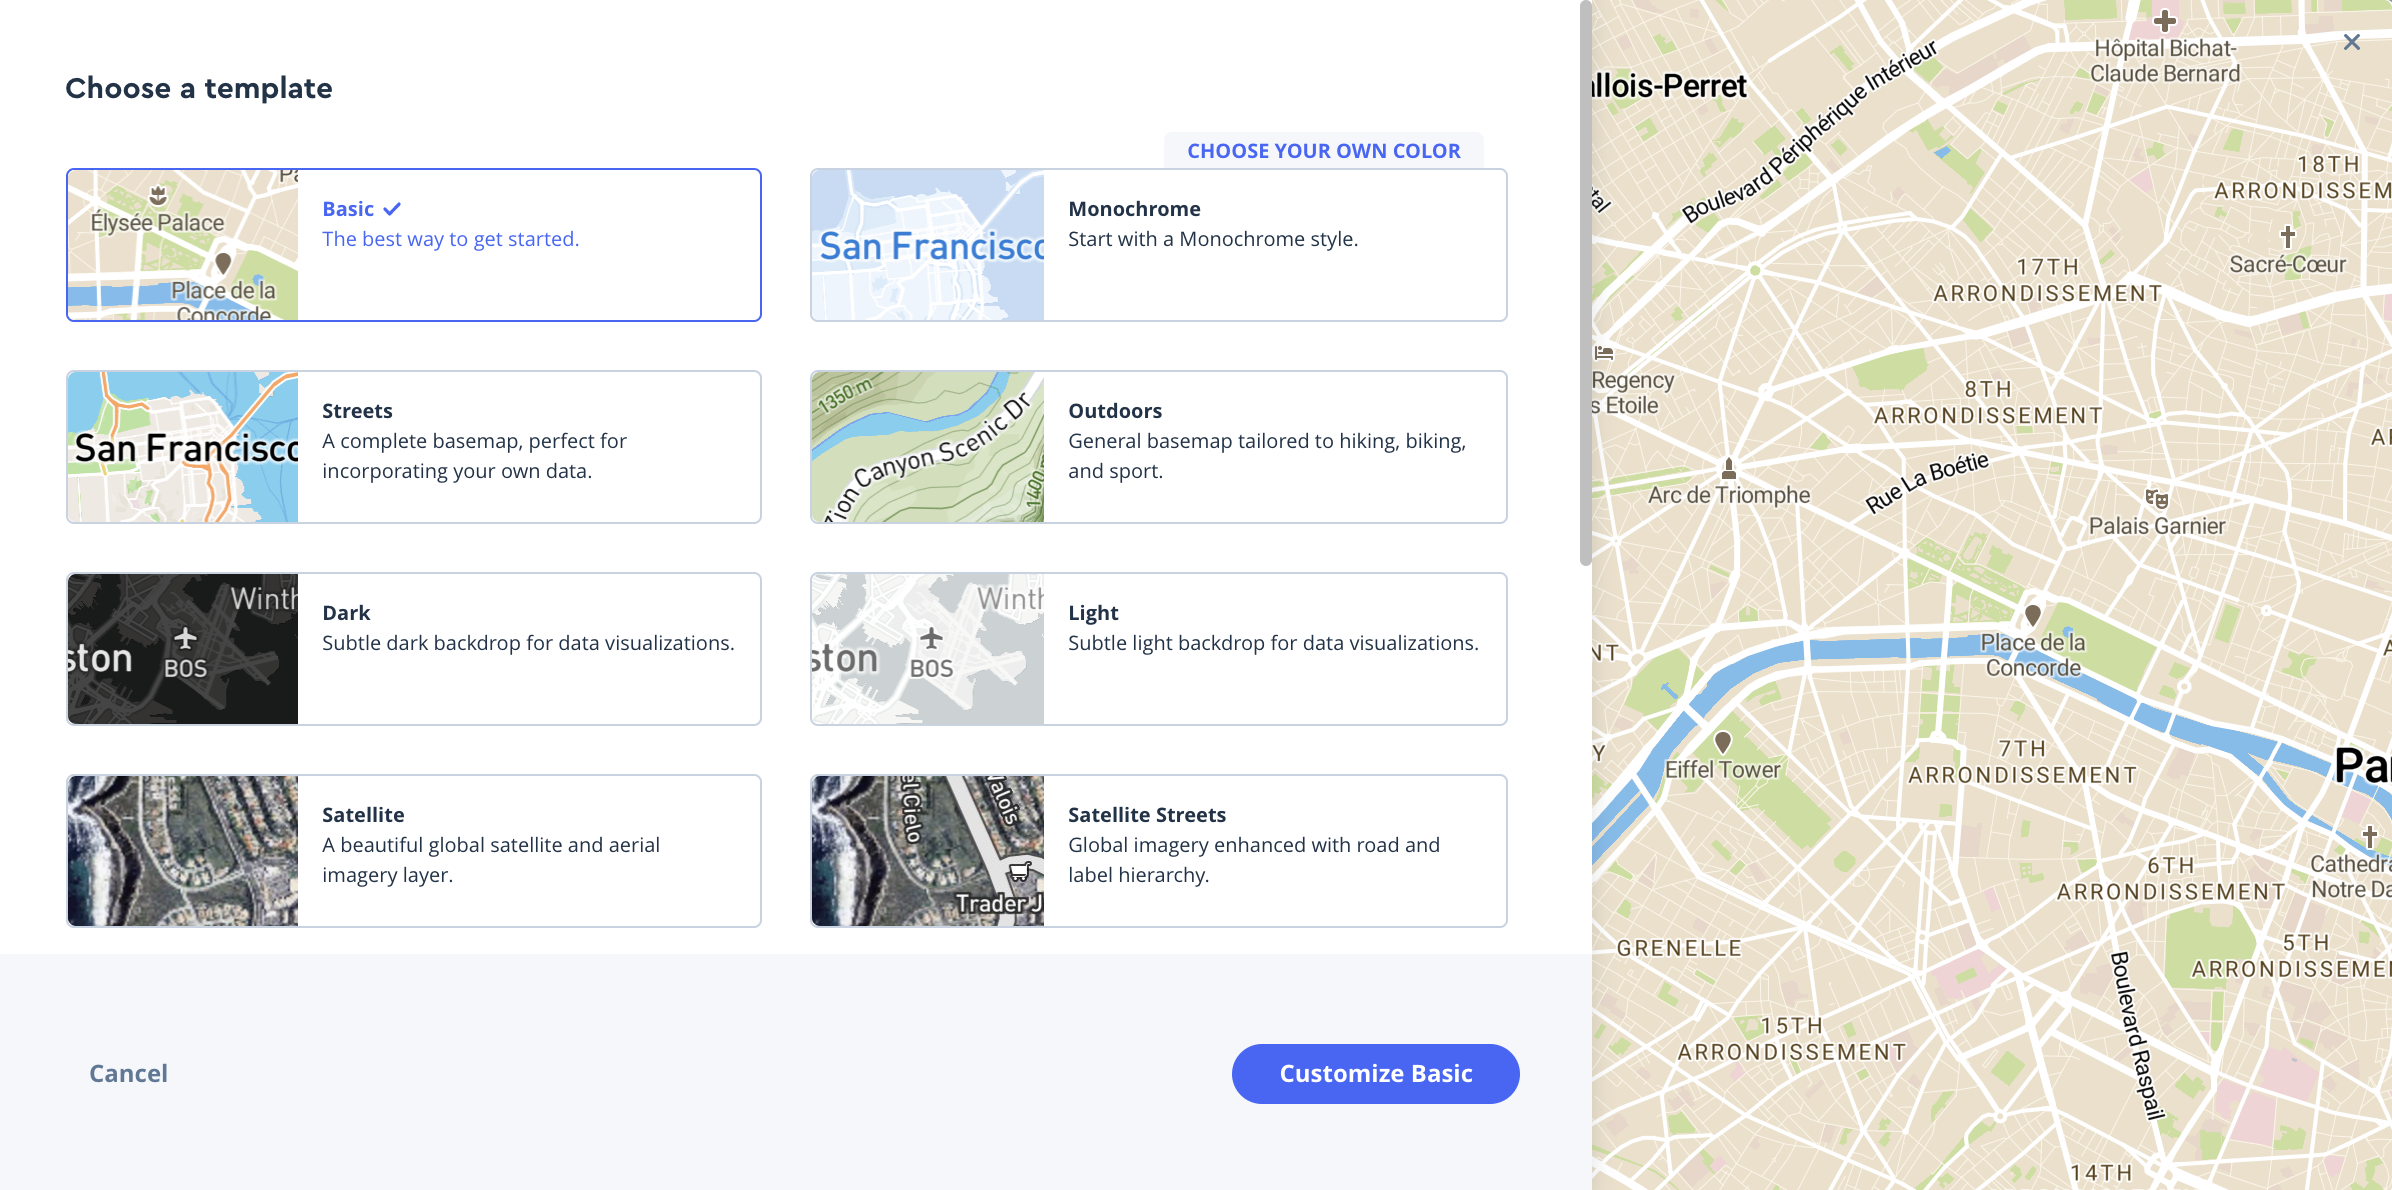 Choose a template
CHOOSE YOUR OWN COLOR
Élysée Palace
Place de la
Concorde
Basic
The best way to get started.
San Francisco
Monochrome
Start with a Monochrome style.
San Francisco
Streets
A complete basemap, perfect for
incorporating your own data.
1350 m
Zion Canyon Scenic Dr
1400 m
Outdoors
General basemap tailored to hiking, biking,
and sport.
Winth
ston
BOS
Dark
Subtle dark backdrop for data visualizations.
Winth
ston
BOS
Light
Subtle light backdrop for data visualizations.
Satellite
A beautiful global satellite and aerial
imagery layer.
el Cielo
Valois
Trader J
Satellite Streets
Global imagery enhanced with road and
label hierarchy.
Cancel
Customize Basic
Hôpital Bichat-
Claude Bernard
allois-Perret
Boulevard Périphérique Intérieur
18TH
ARRONDISSEM
Sacré-Cœur
17TH
ARRONDISSEMENT
Regency
s Etoile
8TH
ARRONDISSEMENT
Rue La Boétie
Arc de Triomphe
Palais Garnier
Place de la
Concorde
NT
Y
Eiffel Tower
7TH
ARRONDISSEMENT
Pa
6TH
ARRONDISSEMENT
Cathedra
Notre Da
GRENELLE
5TH
ARRONDISSEME
Boulevard Raspail
15TH
ARRONDISSEMENT
14TH